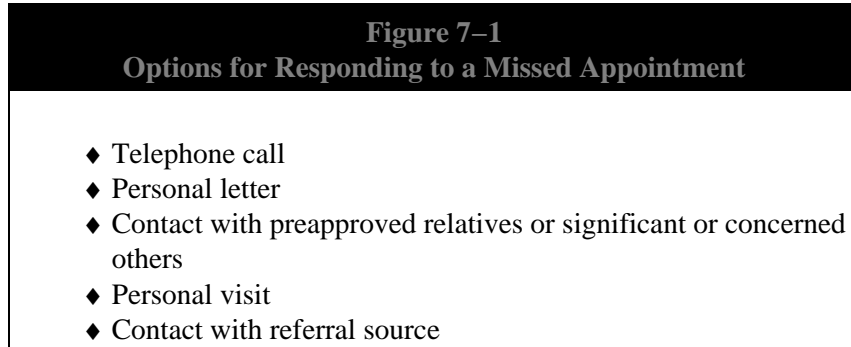 Figure 7–1
Options for Responding to a Missed Appointment
♦ Telephone call
♦ Personal letter
♦ Contact with preapproved relatives or significant or concerned
others
♦ Personal visit
♦ Contact with referral source